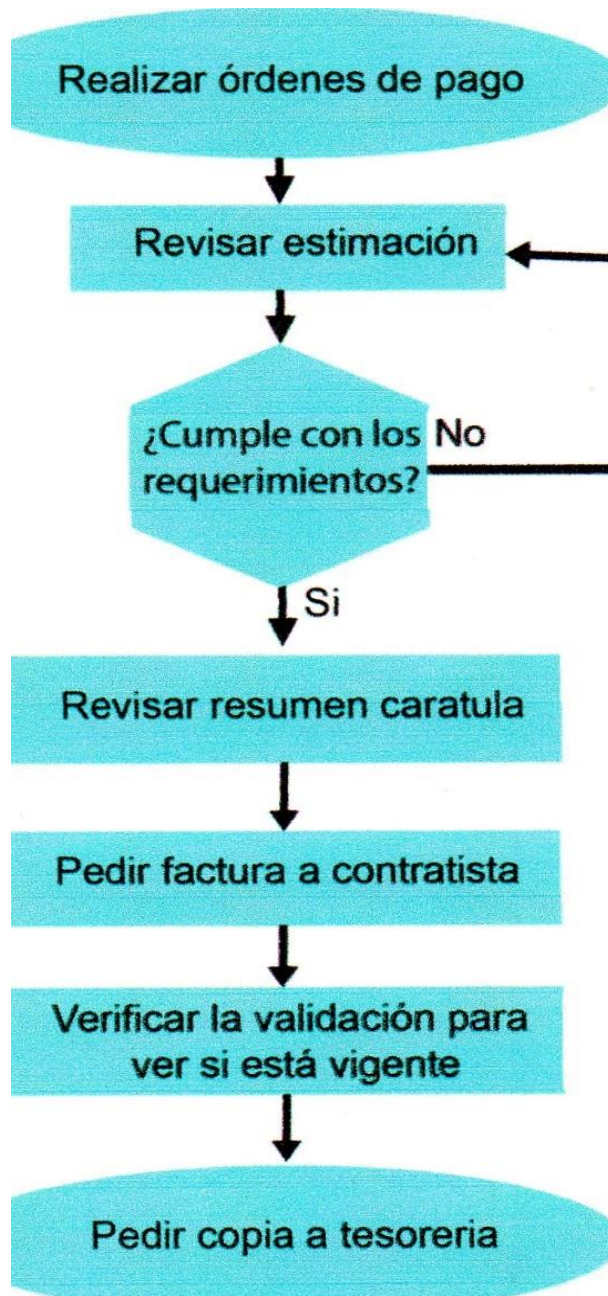 Realizar órdenes de pago
Revisar estimación
¿Cumple con los
requerimientos?
No
Si
Revisar resumen caratula
Pedir factura a contratista
Verificar la validación para
ver si está vigente
Pedir copia a tesoreria